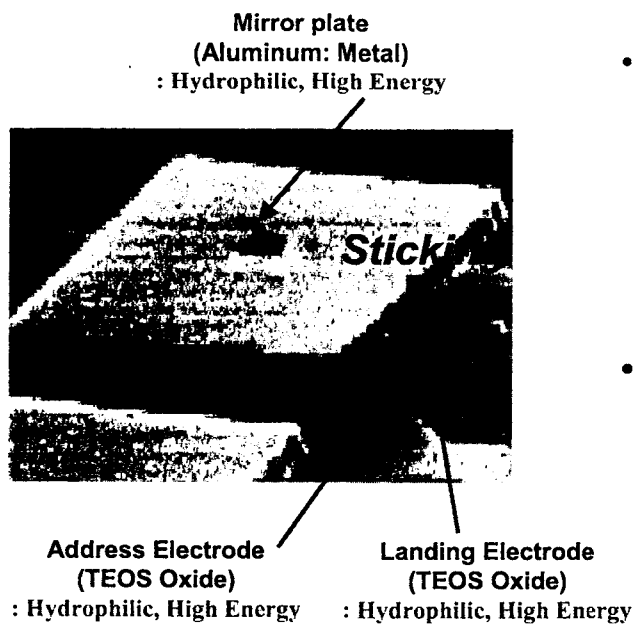 Mirror plate
(Aluminum: Metal)
: Hydrophilic, High Energy
Address Electrode
(TEOS Oxide)
: Hydrophilic, High Energy
Landing Electrode
(TEOS Oxide)
: Hydrophilic, High Energy